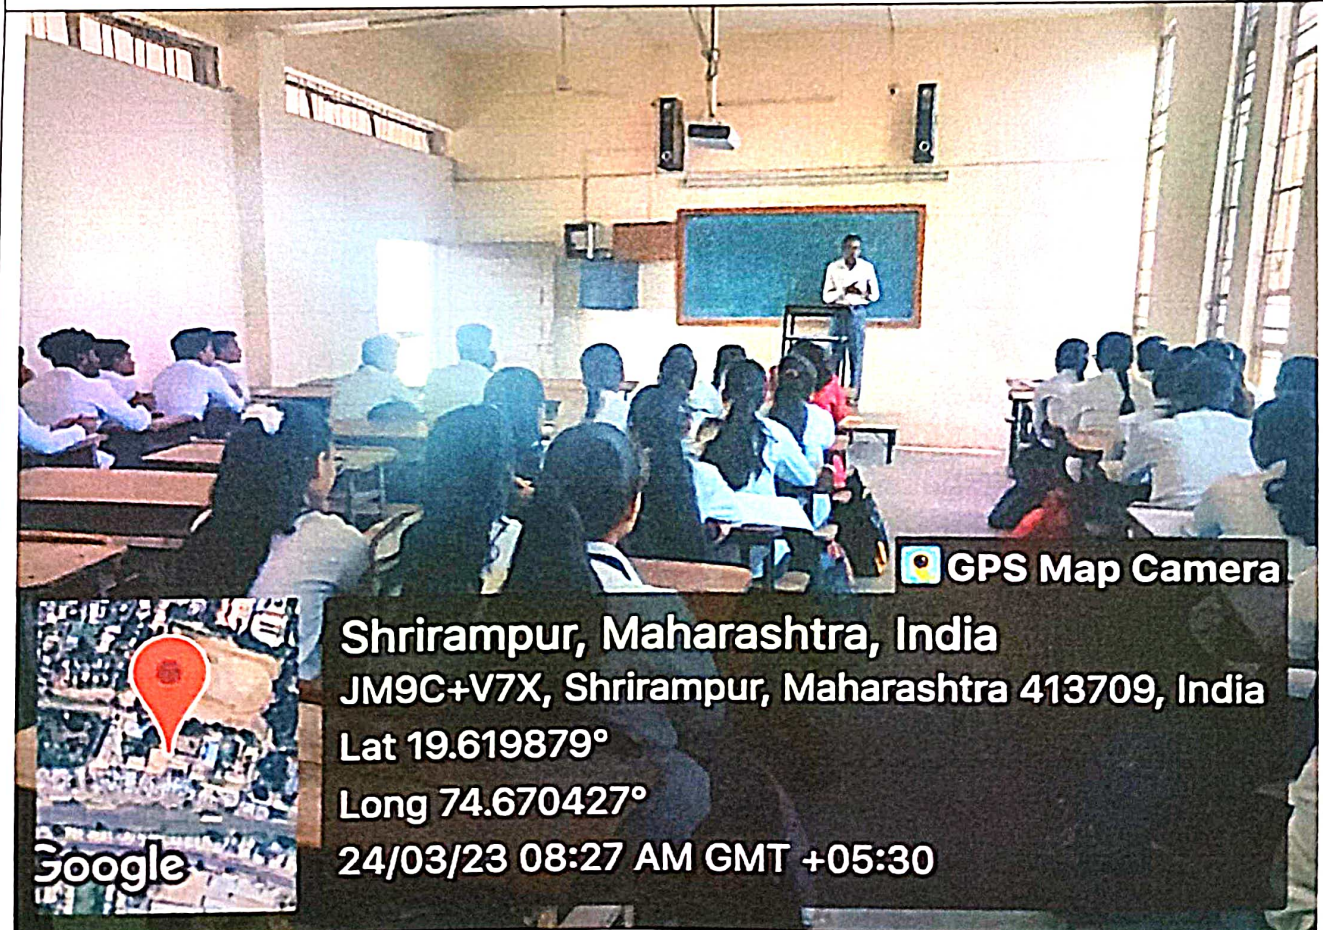 GPS Map Camera
Shrirampur, Maharashtra, India
JM9C+V7X, Shrirampur, Maharashtra 413709, India
Lat 19.619879°
Long 74.670427°
24/03/23 08:27 AM GMT +05:30
Google